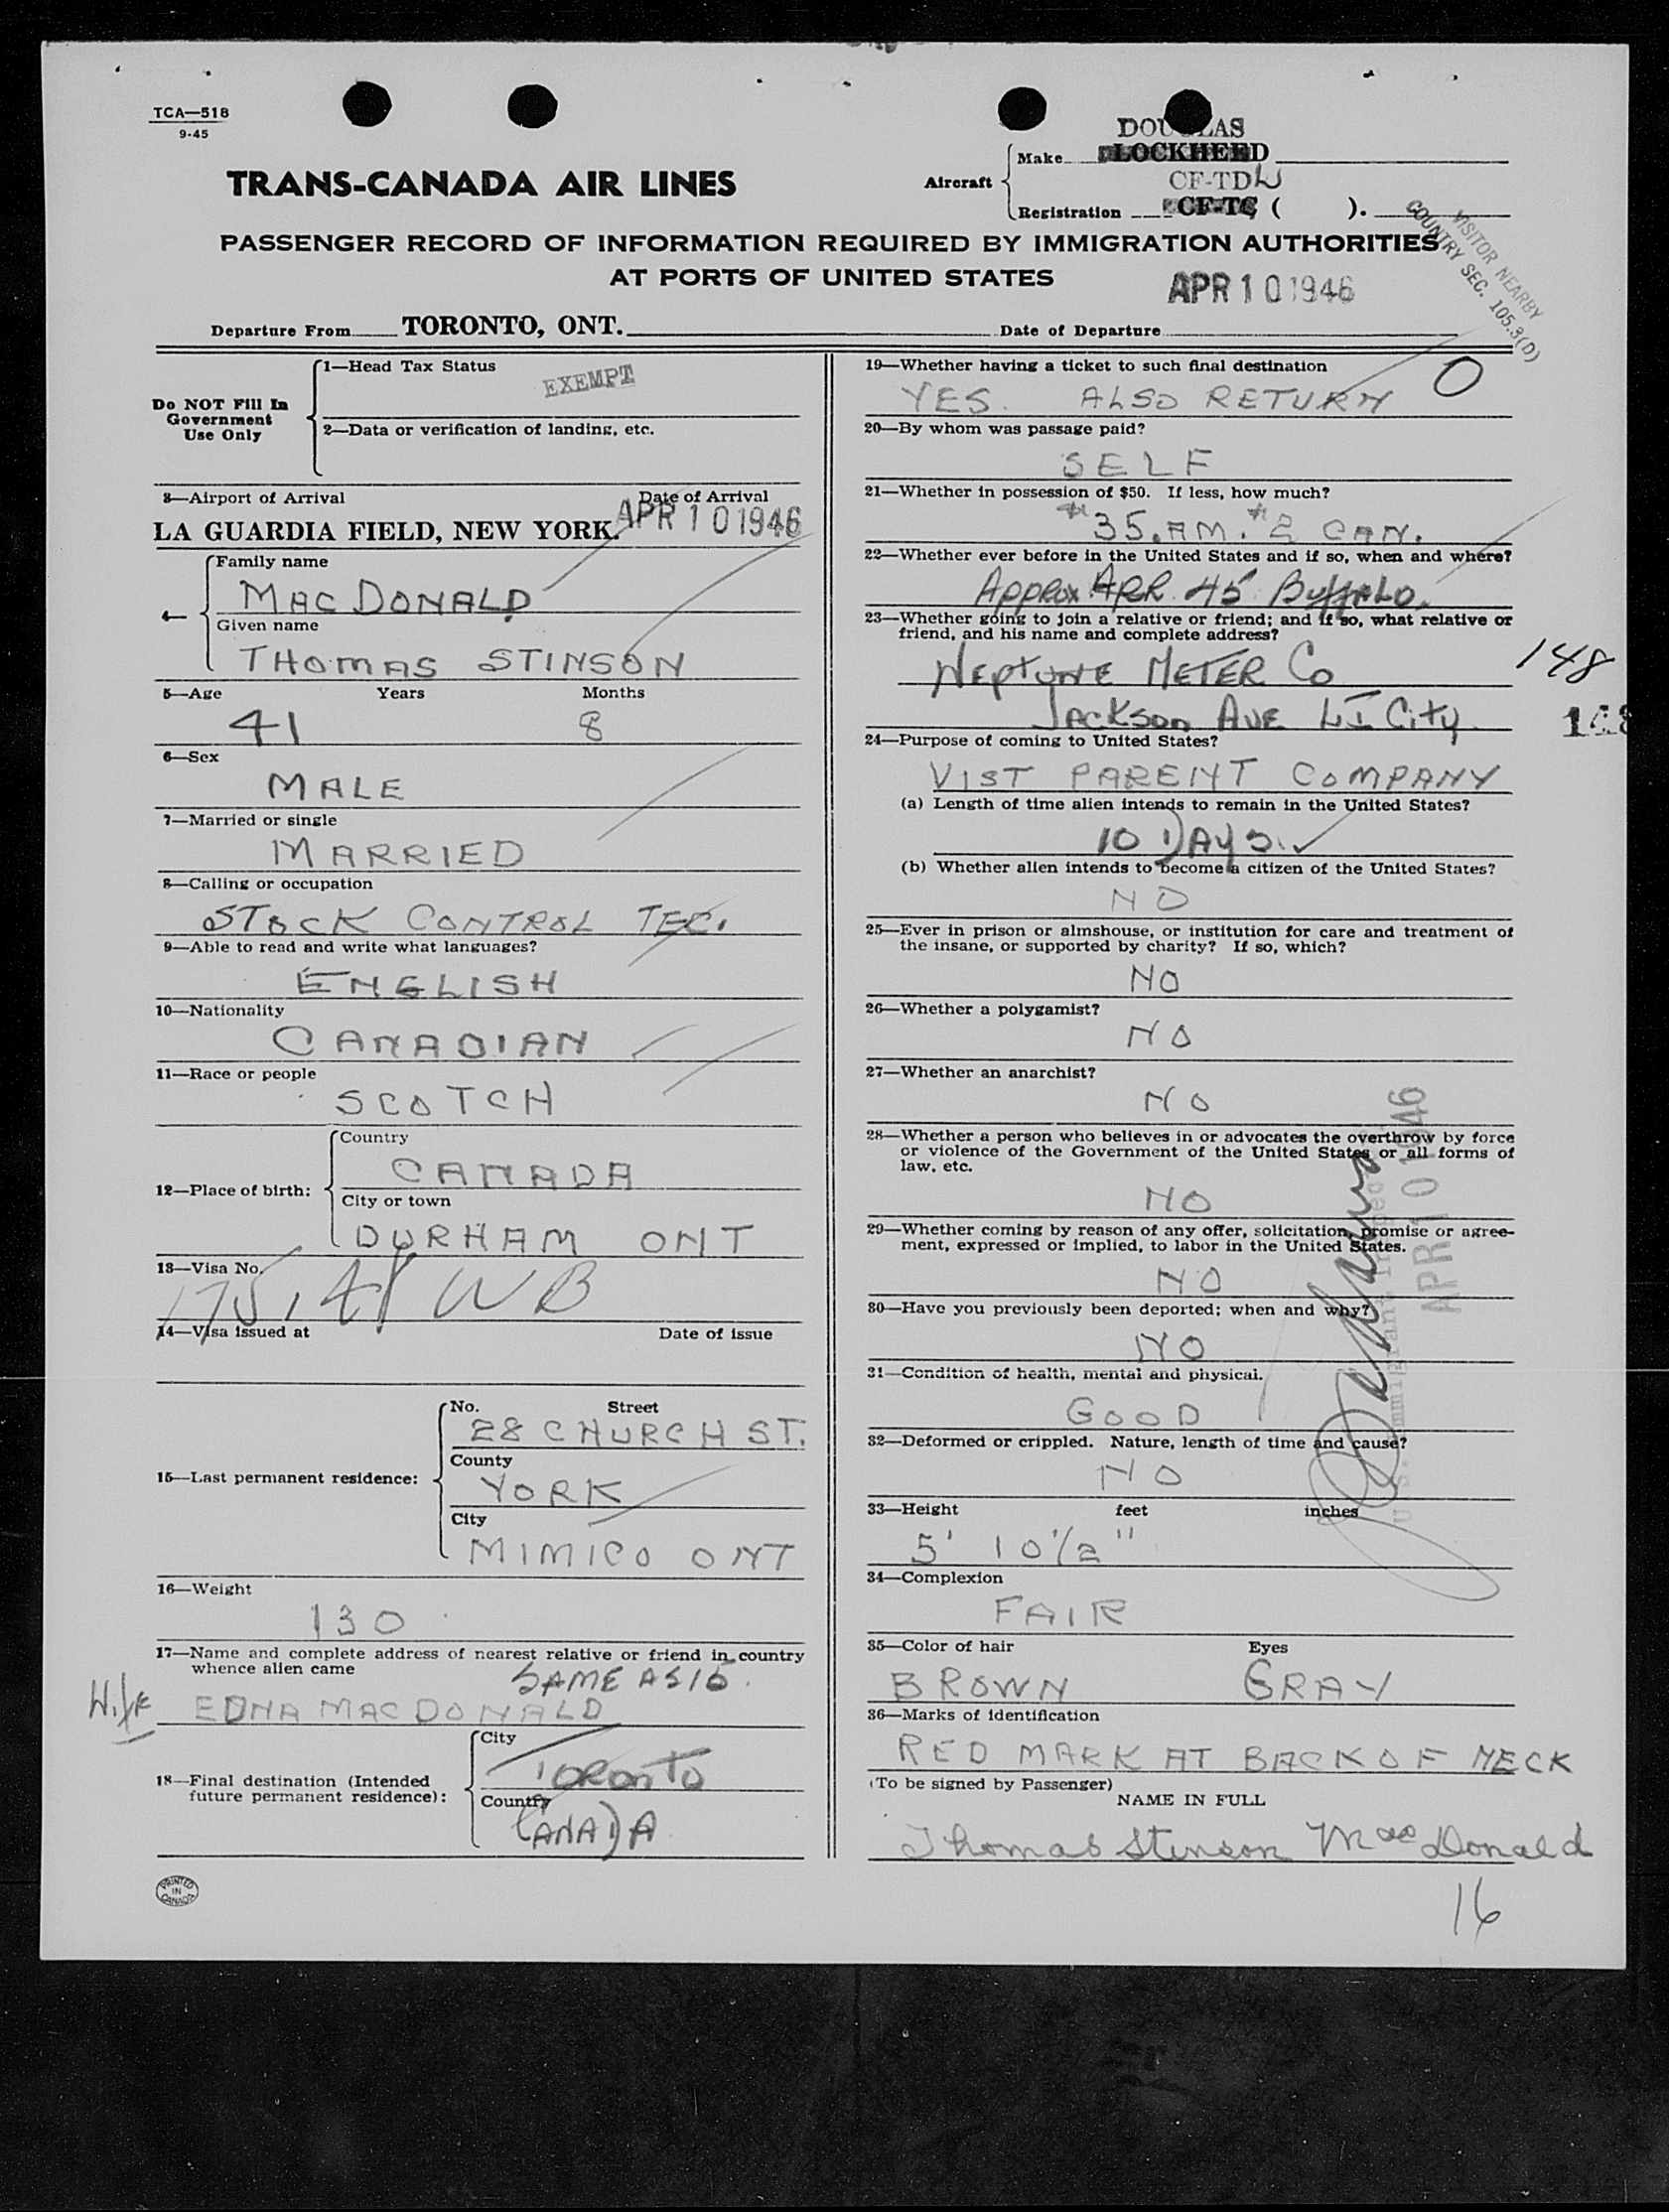 TCA—518
9-45
DOUGLAS
Make LOCKHEED
TRANS-CANADA AIR LINES
Aircraft
CF-TDW
Registration CF-TC ( ).
VISITOR NEARBY
COUNTRY SEC. 105.3(D)
PASSENGER RECORD OF INFORMATION REQUIRED BY IMMIGRATION AUTHORITIES
AT PORTS OF UNITED STATES
APR 10 1946
Departure From TORONTO, ONT. Date of Departure
Do NOT Fill In
Government
Use Only
1—Head Tax Status
EXEMPT
2—Data or verification of landing, etc.
3—Airport of Arrival Date of Arrival
LA GUARDIA FIELD, NEW YORK. APR 10 1946
4—
Family name
MAC DONALD
Given name
THOMAS STINSON
5—Age Years Months
41 8
6—Sex
MALE
7—Married or single
MARRIED
8—Calling or occupation
STOCK CONTROL TEC.
9—Able to read and write what languages?
ENGLISH
10—Nationality
CANADIAN
11—Race or people
SCOTCH
12—Place of birth:
Country
CANADA
City or town
DURHAM ONT
13—Visa No.
WB
14—Visa issued at Date of issue
15—Last permanent residence:
No. Street
28 CHURCH ST.
County
YORK
City
MIMICO ONT
16—Weight
130
17—Name and complete address of nearest relative or friend in country
whence alien came
SAME AS 15.
Wife EDNA MACDONALD
18—Final destination (Intended
future permanent residence):
City
TORONTO
Country
CANADA
PRINTED
IN
CANADA
19—Whether having a ticket to such final destination
YES. ALSO RETURN
O
20—By whom was passage paid?
SELF
21—Whether in possession of $50. If less, how much?
$35. AM. $2 CAN.
22—Whether ever before in the United States and if so, when and where?
Approx APR 45 Buffalo.
23—Whether going to join a relative or friend; and if so, what relative or
friend, and his name and complete address?
Neptune METER Co
148
Jackson AVE LI City
148
24—Purpose of coming to United States?
VIST PARENT COMPANY
(a) Length of time alien intends to remain in the United States?
10 DAYS. ✓
(b) Whether alien intends to become a citizen of the United States?
NO
25—Ever in prison or almshouse, or institution for care and treatment of
the insane, or supported by charity? If so, which?
NO
26—Whether a polygamist?
NO
27—Whether an anarchist?
NO
28—Whether a person who believes in or advocates the overthrow by force
or violence of the Government of the United States or all forms of
law, etc.
NO
29—Whether coming by reason of any offer, solicitation, promise or agree-
ment, expressed or implied, to labor in the United States.
NO
30—Have you previously been deported; when and why?
NO
APR 10 1946
U.S. Immigrant Inspector
31—Condition of health, mental and physical.
GOOD
32—Deformed or crippled. Nature, length of time and cause?
NO
33—Height feet inches
5' 10 1/2"
34—Complexion
FAIR
35—Color of hair Eyes
BROWN GRAY
36—Marks of identification
RED MARK AT BACK OF NECK
(To be signed by Passenger)
NAME IN FULL
Thomas Stinson MacDonald
16